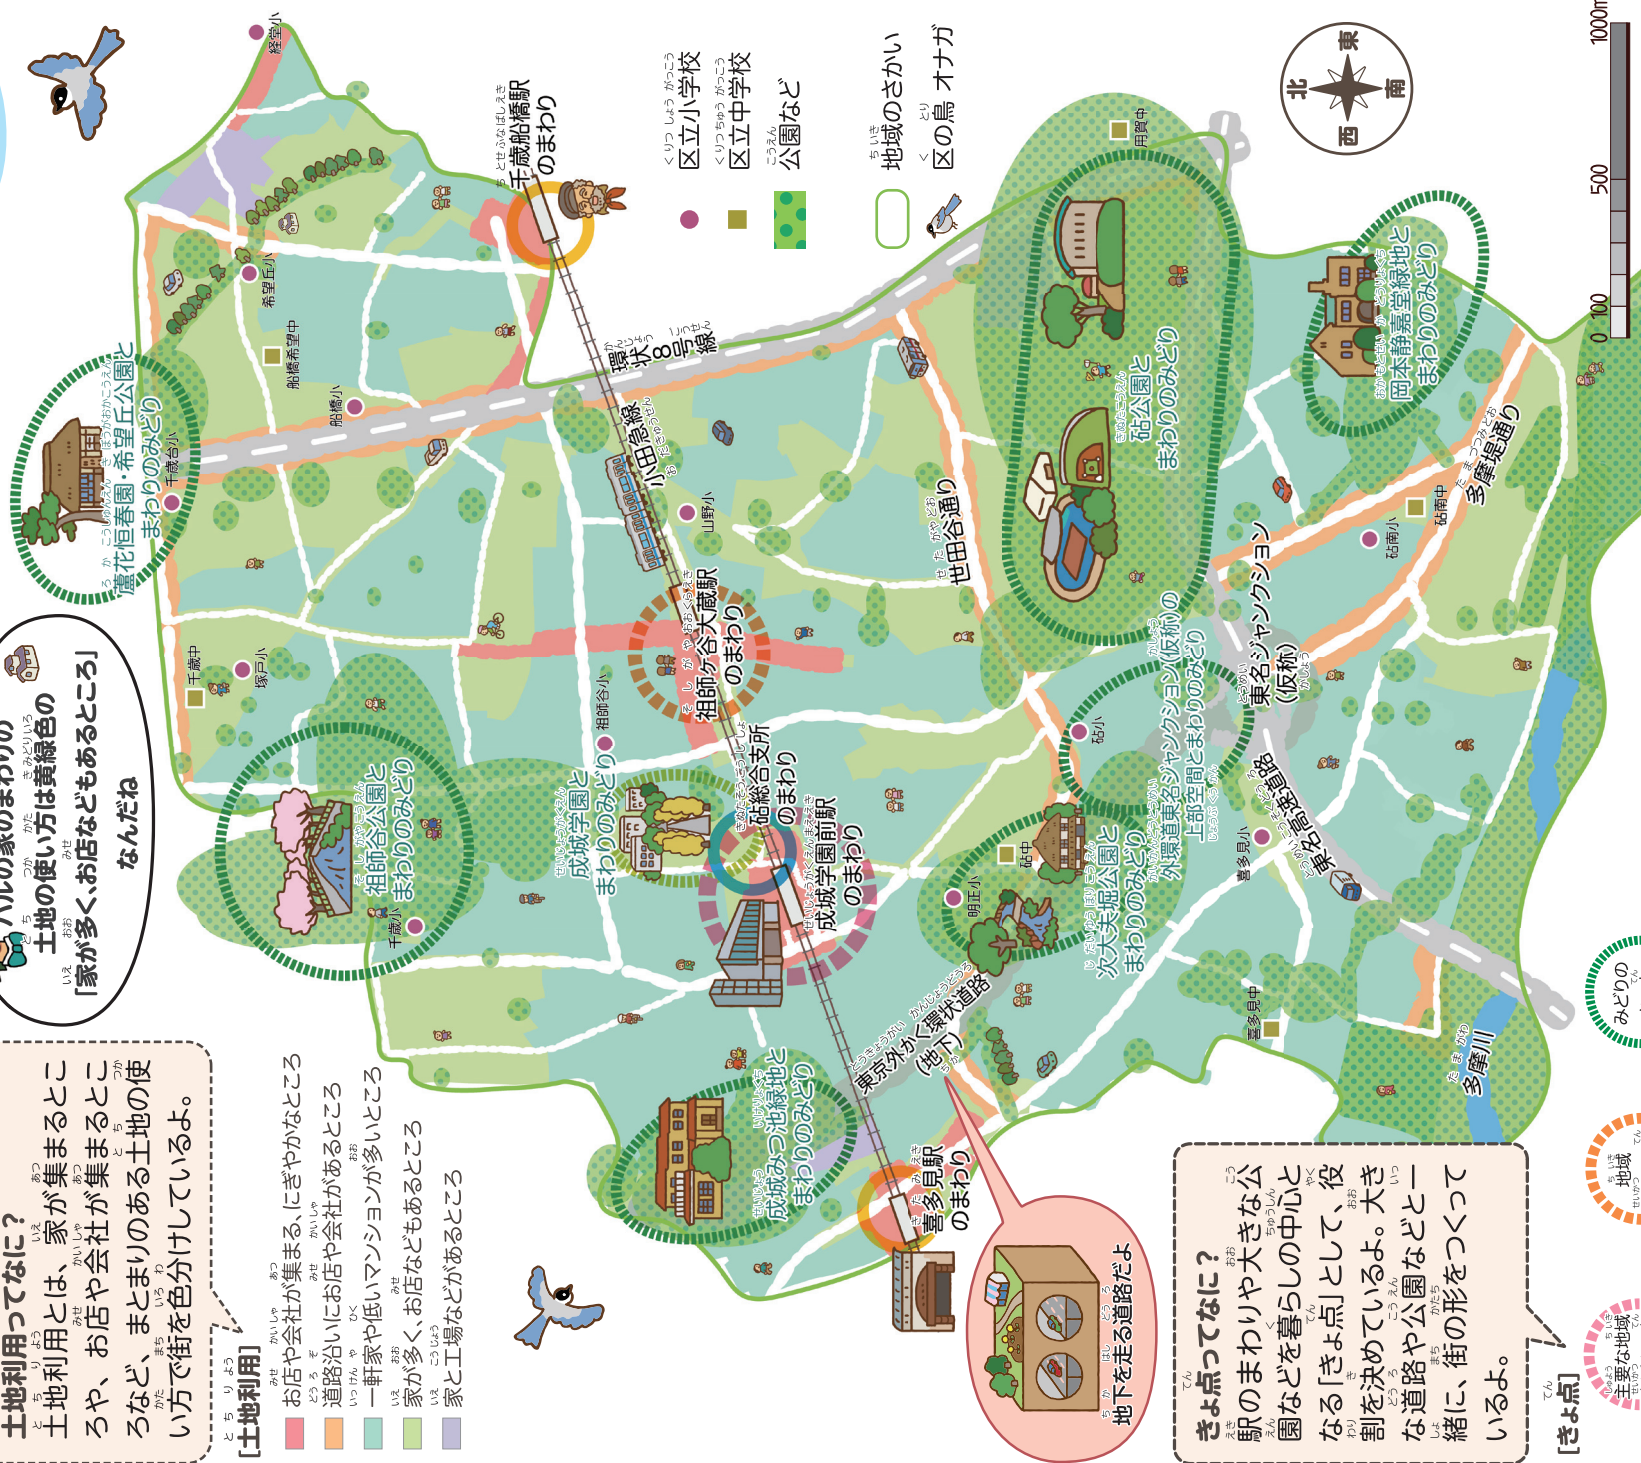 ハルの家のまわりの
土地の使い方は黄緑色の
「家が多く、お店などもあるところ」
なんだね
土地利用ってなに？
土地利用とは、家が集まるとこ
ろや、お店や会社が集まるとこ
ろなど、まとまりのある土地の使
い方で街を色分けしているよ。
[土地利用]
お店や会社が集まる、にぎやかなところ
道路沿いにお店や会社があるところ
一軒家や低いマンションが多いところ
家が多く、お店などもあるところ
家と工場などがあるところ
区立小学校
区立中学校
公園など
地域のさかい
区の鳥 オナガ
北
東
南
西
0 100 500 1000m
経堂小
希望丘小
船橋希望中
船橋小
千歳台小
千歳中
塚戸小
祖師谷小
千歳小
山野小
砧小
砧中
明正小
喜多見小
喜多見中
砧南小
砧南中
用賀中
蘆花恒春園・希望丘公園と
まわりのみどり
祖師谷公園と
まわりのみどり
成城学園と
まわりのみどり
成城みつ池緑地と
まわりのみどり
次大夫堀公園と
まわりのみどり
外環道東名ジャンクション(仮称)の
上部空間とまわりのみどり
砧公園と
まわりのみどり
岡本静嘉堂緑地と
まわりのみどり
千歳船橋駅
のまわり
祖師ヶ谷大蔵駅
のまわり
砧総合支所
のまわり
成城学園前駅
のまわり
喜多見駅
のまわり
環状8号線
小田急線
世田谷通り
多摩堤通り
東名ジャンクション
(仮称)
東名高速道路
東京外かく環状道路
(地下)
多摩川
地下を走る道路だよ
きょ点ってなに？
駅のまわりや大きな公
園などを暮らしの中心と
なる「きょ点」として、役
割を決めているよ。大き
な道路や公園などと一
緒に、街の形をつくって
いるよ。
[きょ点]
主要な地域
地域
みどりの